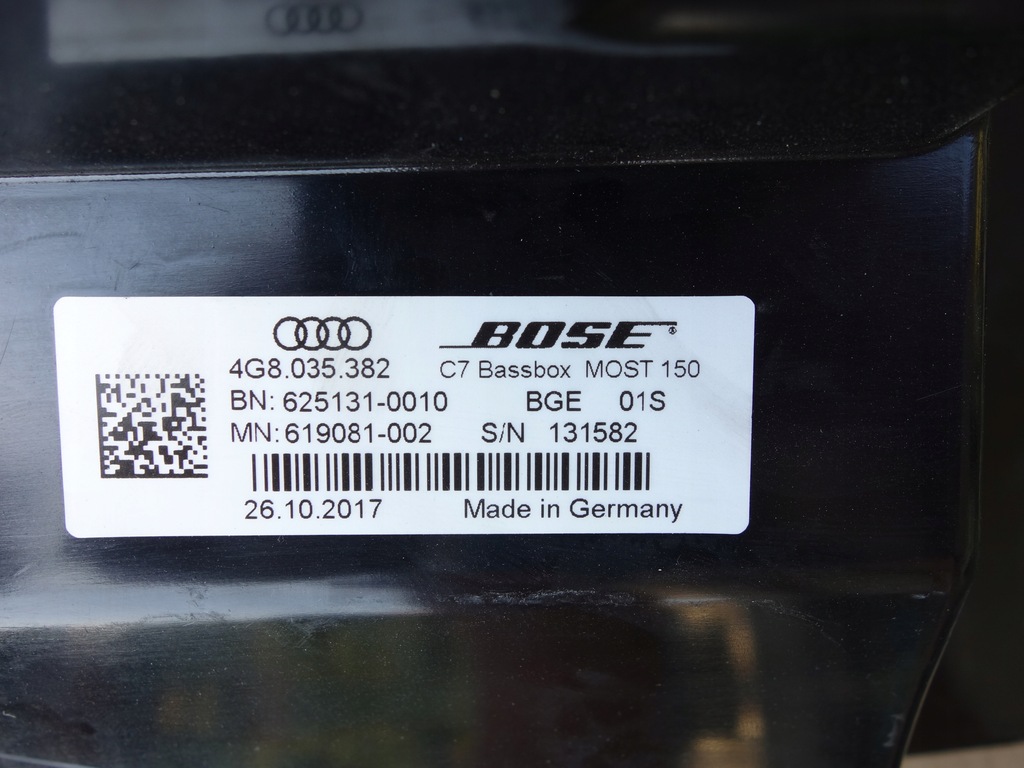 BOSE®
4G8.035.382 C7 Bassbox MOST 150
BN: 625131-0010 BGE 01S
MN: 619081-002 S/N 131582
26.10.2017 Made in Germany